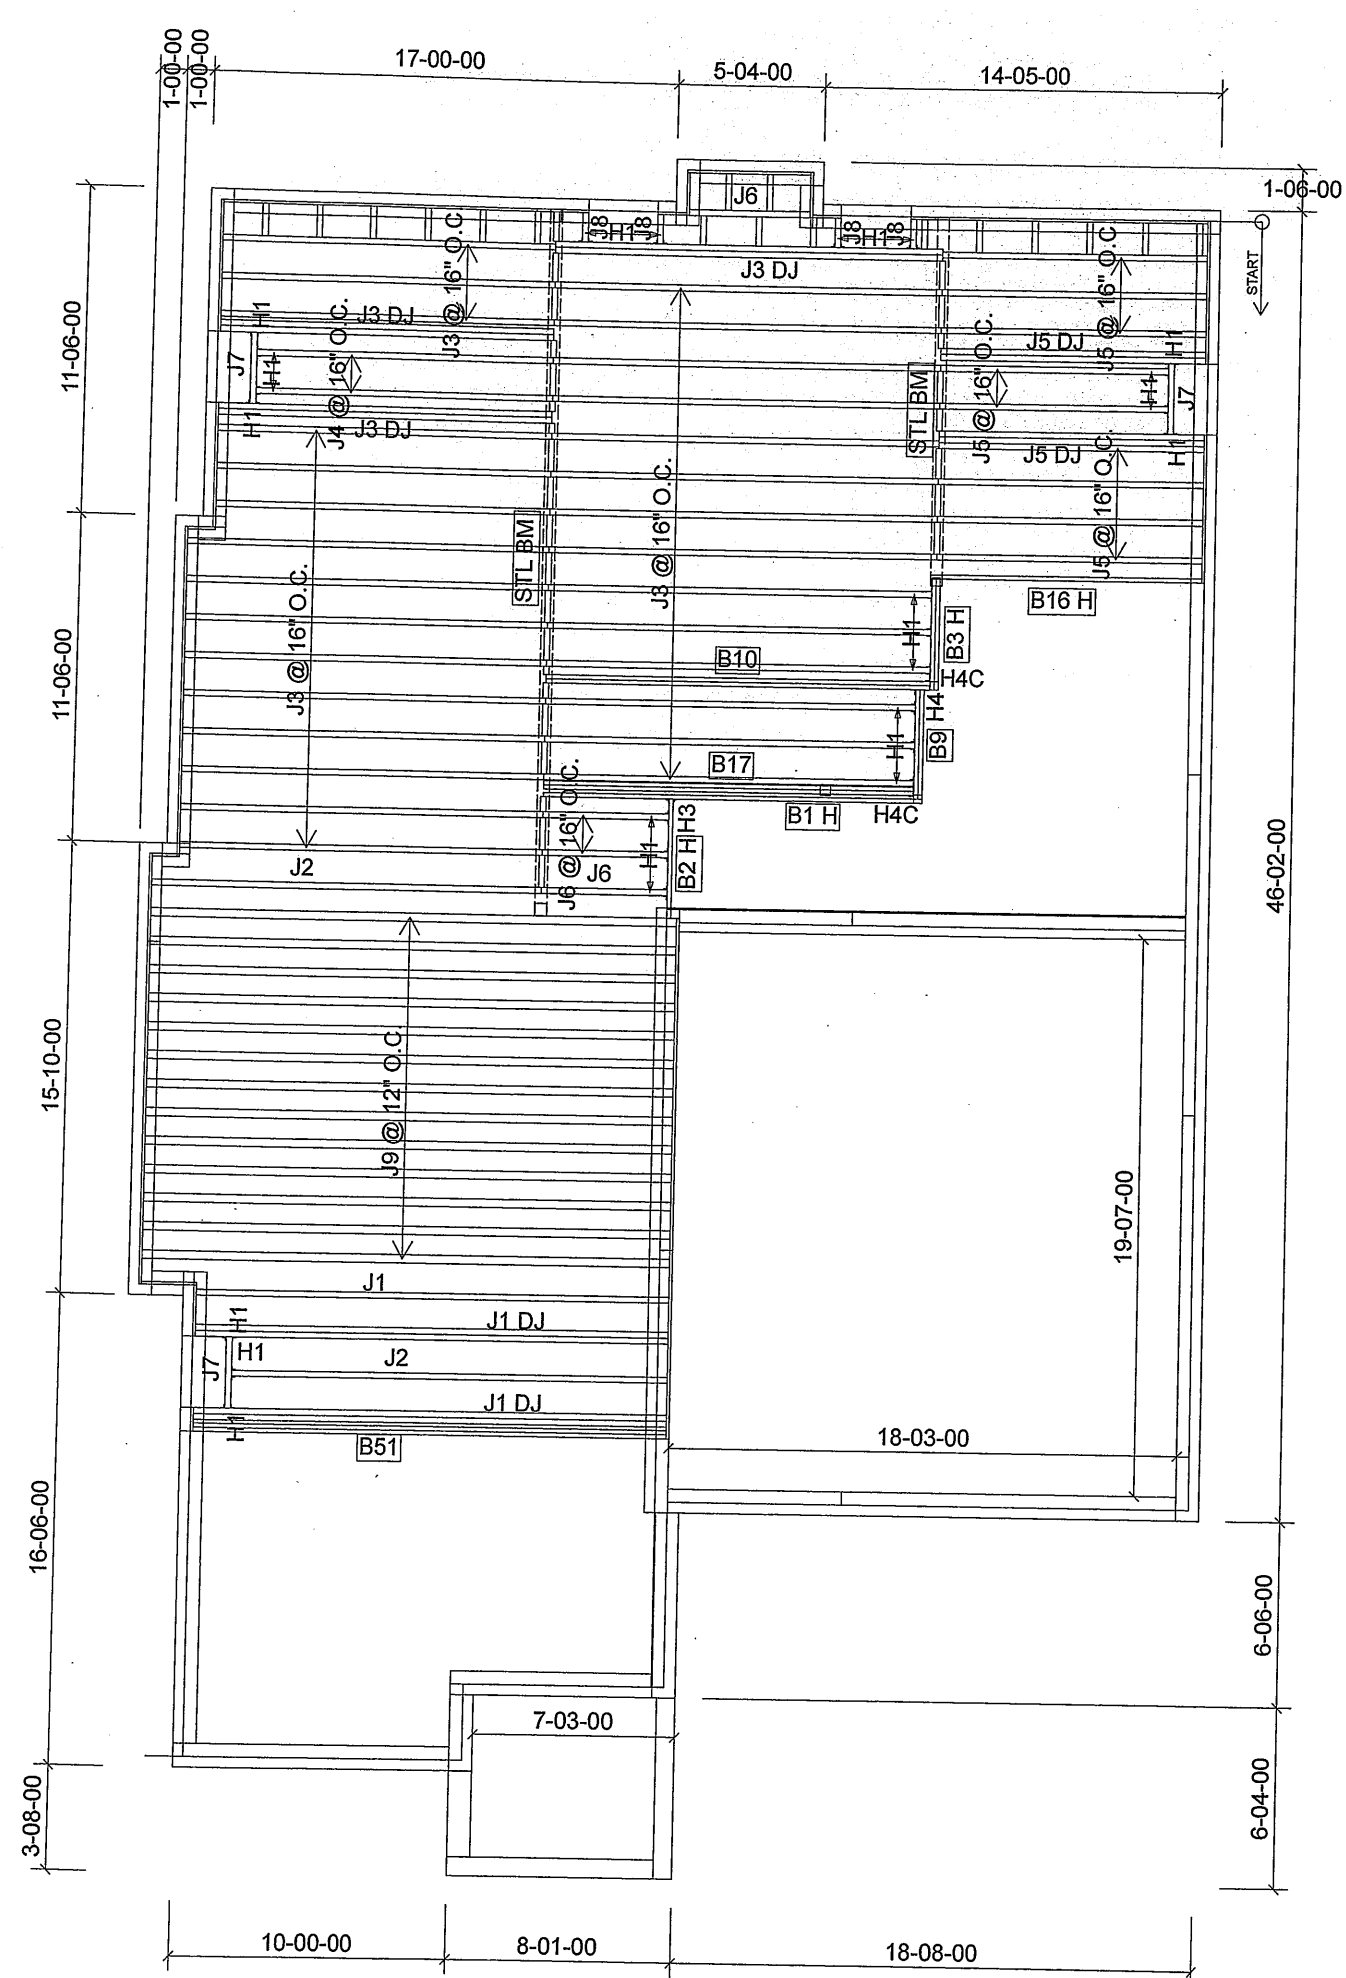 1-00-00
1-00-00
17-00-00
5-04-00
14-05-00
1-06-00
J6
J8
H1
J8
J8
H1
J8
START
J3 DJ
J3 @ 16" O.C.
J5 @ 16" O.C.
11-06-00
H1
J3 DJ
J7
H1
J4 @ 16" O.C.
H1
J3 DJ
STL BM
J5 @ 16" O.C.
J5 DJ
H1
H1
J7
J5 DJ
H1
J5 @ 16" O.C.
STL BM
J3 @ 16" O.C.
J3 @ 16" O.C.
B16 H
H1
B3 H
B10
H4C
11-06-00
H4
H1
B9
B17
B1 H
H4C
J6 @ 16" O.C.
H1
J6
H3
B2 H
J2
46-02-00
15-10-00
J9 @ 12" O.C.
19-07-00
J1
H1
J1 DJ
J7
H1
J2
J1 DJ
H1
B51
18-03-00
16-06-00
6-06-00
7-03-00
3-08-00
6-04-00
10-00-00
8-01-00
18-08-00